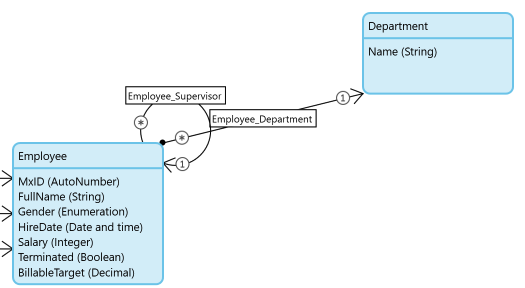 Department
Name (String)
Employee_Supervisor
1
*
Employee_Department
*
1
Employee
MxID (AutoNumber)
FullName (String)
Gender (Enumeration)
HireDate (Date and time)
Salary (Integer)
Terminated (Boolean)
BillableTarget (Decimal)